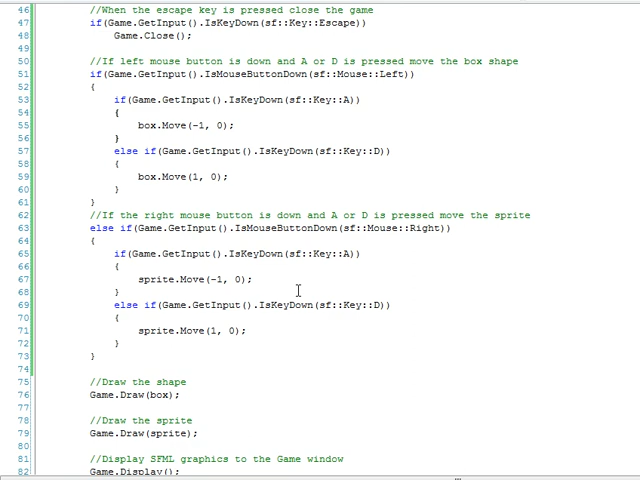 46 //When the escape key is pressed close the game
47 if(Game.GetInput().IsKeyDown(sf::Key::Escape))
48 Game.Close();
49
50 //If left mouse button is down and A or D is pressed move the box shape
51 if(Game.GetInput().IsMouseButtonDown(sf::Mouse::Left))
52 {
53 if(Game.GetInput().IsKeyDown(sf::Key::A))
54 {
55 box.Move(-1, 0);
56 }
57 else if(Game.GetInput().IsKeyDown(sf::Key::D))
58 {
59 box.Move(1, 0);
60 }
61 }
62 //If the right mouse button is down and A or D is pressed move the sprite
63 else if(Game.GetInput().IsMouseButtonDown(sf::Mouse::Right))
64 {
65 if(Game.GetInput().IsKeyDown(sf::Key::A))
66 {
67 sprite.Move(-1, 0);
68 }
69 else if(Game.GetInput().IsKeyDown(sf::Key::D))
70 {
71 sprite.Move(1, 0);
72 }
73 }
74
75 //Draw the shape
76 Game.Draw(box);
77
78 //Draw the sprite
79 Game.Draw(sprite);
80
81 //Display SFML graphics to the Game window
82 Game.Display();